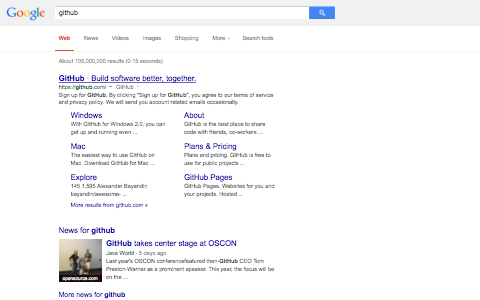 Google
github
Web News Videos Images Shopping More Search tools
About 105,000,000 results (0.15 seconds)
GitHub · Build software better, together.
https://github.com/ GitHub
Sign up for GitHub. By clicking "Sign up for GitHub", you agree to our terms of service
and privacy policy. We will send you account related emails occasionally.
Windows
With GitHub for Windows 2.0, you can
get up and running even ...
About
GitHub is the best place to share
code with friends, co-workers ...
Mac
The easiest way to use GitHub on
Mac. Download GitHub for Mac ...
Plans & Pricing
Plans and pricing. GitHub is free to
use for public projects ...
Explore
145 1,595 Alexander Bayandin
bayandin/awesome- ...
GitHub Pages
GitHub Pages. Websites for you and
your projects, Hosted ...
More results from github.com »
News for github
opensource.com
GitHub takes center stage at OSCON
Java World - 5 days ago
Last year's OSCON conferencefeatured then-GitHub CEO Tom
Preston-Werner as a prominent speaker. This year, the focus will be
on the ...
More news for github